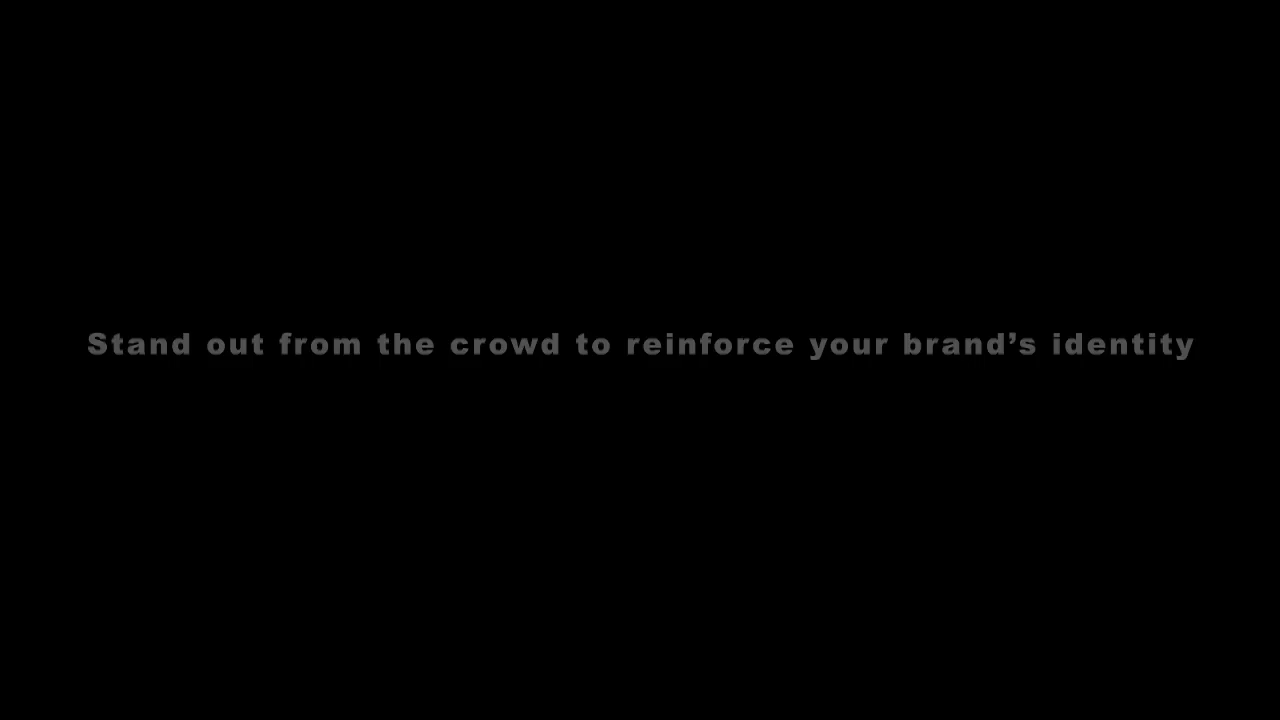 Stand out from the crowd to reinforce your brand’s identity